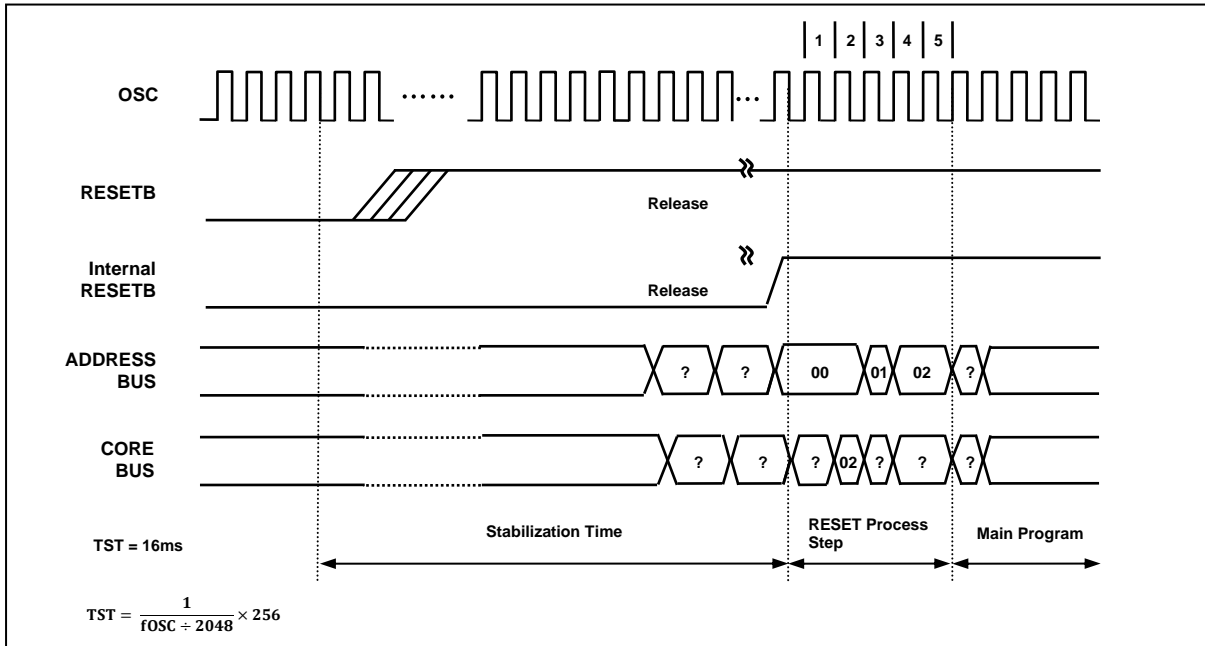 1 2 3 4 5
OSC
...... ...
RESETB
Release
Internal
RESETB
Release
ADDRESS
BUS
? ? 00 01 02 ?
CORE
BUS
? ? ? 02 ? ? ?
TST = 16ms
Stabilization Time
RESET Process
Step
Main Program
TST = 1 / (fOSC ÷ 2048) × 256